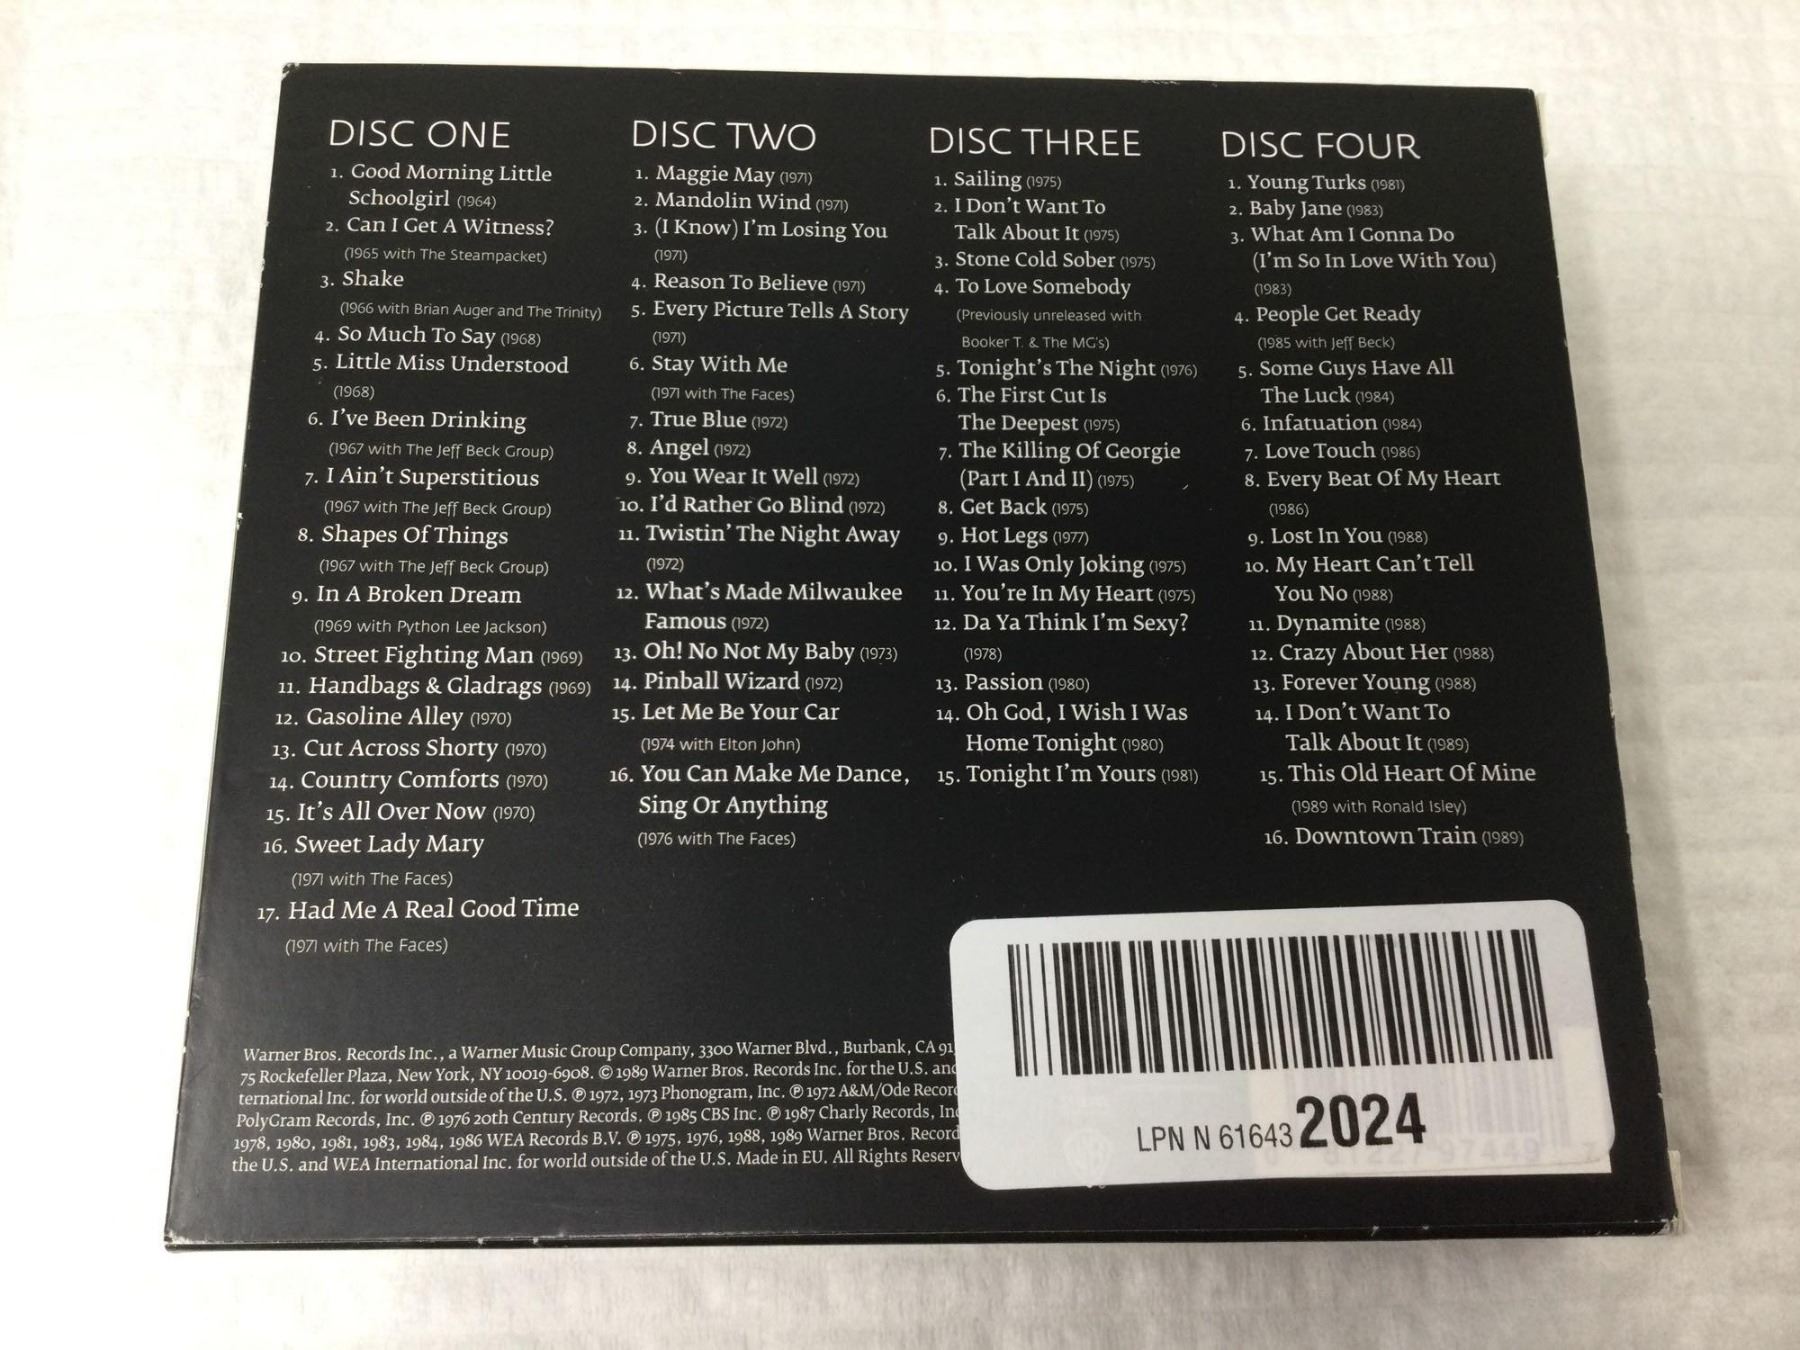 DISC ONE
1. Good Morning Little
Schoolgirl (1964)
2. Can I Get A Witness?
(1965 with The Steampacket)
3. Shake
(1966 with Brian Auger and The Trinity)
4. So Much To Say (1968)
5. Little Miss Understood
(1968)
6. I've Been Drinking
(1967 with The Jeff Beck Group)
7. I Ain't Superstitious
(1967 with The Jeff Beck Group)
8. Shapes Of Things
(1967 with The Jeff Beck Group)
9. In A Broken Dream
(1969 with Python Lee Jackson)
10. Street Fighting Man (1969)
11. Handbags & Gladrags (1969)
12. Gasoline Alley (1970)
13. Cut Across Shorty (1970)
14. Country Comforts (1970)
15. It's All Over Now (1970)
16. Sweet Lady Mary
(1971 with The Faces)
17. Had Me A Real Good Time
(1971 with The Faces)
DISC TWO
1. Maggie May (1971)
2. Mandolin Wind (1971)
3. (I Know) I'm Losing You
(1971)
4. Reason To Believe (1971)
5. Every Picture Tells A Story
(1971)
6. Stay With Me
(1971 with The Faces)
7. True Blue (1972)
8. Angel (1972)
9. You Wear It Well (1972)
10. I'd Rather Go Blind (1972)
11. Twistin' The Night Away
(1972)
12. What's Made Milwaukee
Famous (1972)
13. Oh! No Not My Baby (1973)
14. Pinball Wizard (1972)
15. Let Me Be Your Car
(1974 with Elton John)
16. You Can Make Me Dance,
Sing Or Anything
(1976 with The Faces)
DISC THREE
1. Sailing (1975)
2. I Don't Want To
Talk About It (1975)
3. Stone Cold Sober (1975)
4. To Love Somebody
(Previously unreleased with
Booker T. & The MG's)
5. Tonight's The Night (1976)
6. The First Cut Is
The Deepest (1975)
7. The Killing Of Georgie
(Part I And II) (1975)
8. Get Back (1975)
9. Hot Legs (1977)
10. I Was Only Joking (1975)
11. You're In My Heart (1975)
12. Da Ya Think I'm Sexy?
(1978)
13. Passion (1980)
14. Oh God, I Wish I Was
Home Tonight (1980)
15. Tonight I'm Yours (1981)
DISC FOUR
1. Young Turks (1981)
2. Baby Jane (1983)
3. What Am I Gonna Do
(I'm So In Love With You)
(1983)
4. People Get Ready
(1985 with Jeff Beck)
5. Some Guys Have All
The Luck (1984)
6. Infatuation (1984)
7. Love Touch (1986)
8. Every Beat Of My Heart
(1986)
9. Lost In You (1988)
10. My Heart Can't Tell
You No (1988)
11. Dynamite (1988)
12. Crazy About Her (1988)
13. Forever Young (1988)
14. I Don't Want To
Talk About It (1989)
15. This Old Heart Of Mine
(1989 with Ronald Isley)
16. Downtown Train (1989)
Warner Bros. Records Inc., a Warner Music Group Company, 3300 Warner Blvd., Burbank, CA 91
75 Rockefeller Plaza, New York, NY 10019-6908. © 1989 Warner Bros. Records Inc. for the U.S. and
ternational Inc. for world outside of the U.S. ℗ 1972, 1973 Phonogram, Inc. ℗ 1972 A&M/Ode Record
PolyGram Records, Inc. ℗ 1976 20th Century Records. ℗ 1985 CBS Inc. ℗ 1987 Charly Records, Inc
1978, 1980, 1981, 1983, 1984, 1986 WEA Records B.V. ℗ 1975, 1976, 1988, 1989 Warner Bros. Record
the U.S. and WEA International Inc. for world outside of the U.S. Made in EU. All Rights Reserv
LPN N 616432024